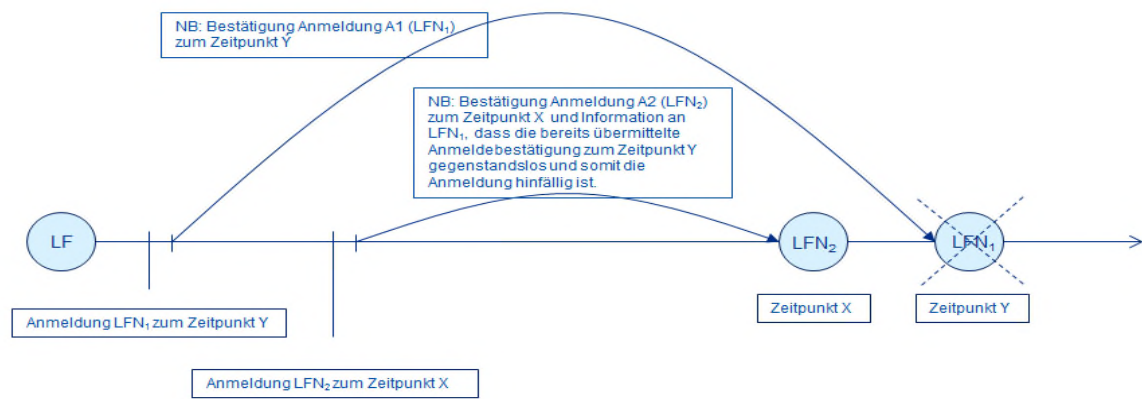 NB: Bestätigung Anmeldung A1 (LFN₁)
zum Zeitpunkt Y
NB: Bestätigung Anmeldung A2 (LFN₂)
zum Zeitpunkt X und Information an
LFN₁, dass die bereits übermittelte
Anmeldebestätigung zum Zeitpunkt Y
gegenstandslos und somit die
Anmeldung hinfällig ist.
LF
LFN₂
LFN₁
Zeitpunkt X
Zeitpunkt Y
Anmeldung LFN₁ zum Zeitpunkt Y
Anmeldung LFN₂ zum Zeitpunkt X